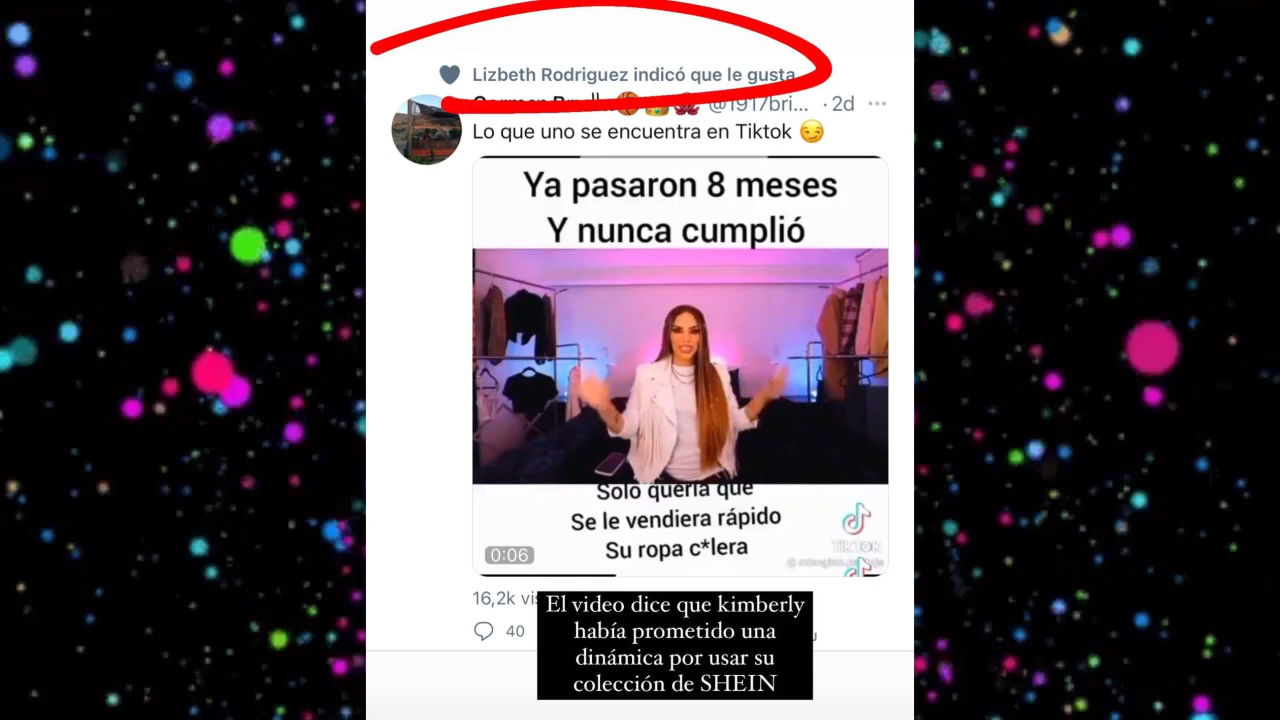 Lizbeth Rodriguez indicó que le gusta
@1917bri... · 2d
Lo que uno se encuentra en Tiktok 😏
Ya pasaron 8 meses
Y nunca cumplió
Solo quería que
Se le vendiera rápido
Su ropa c*lera
TikTok
0:06
16,2k
El video dice que kimberly
había prometido una
dinámica por usar su
colección de SHEIN
40